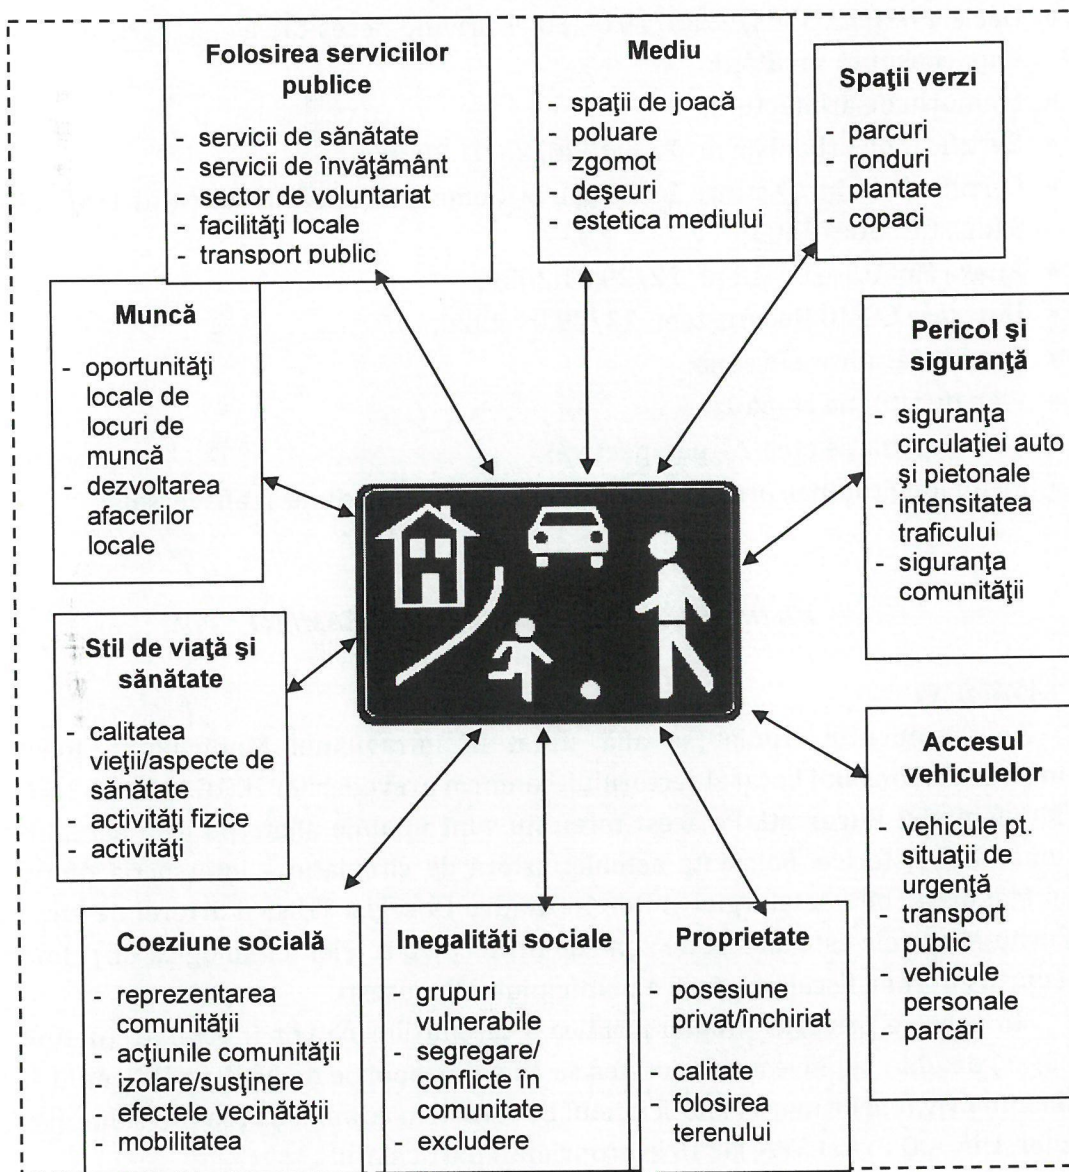 Folosirea serviciilor
publice
- servicii de sănătate
- servicii de învăţământ
- sector de voluntariat
- facilităţi locale
- transport public
Mediu
- spaţii de joacă
- poluare
- zgomot
- deşeuri
- estetica mediului
Spaţii verzi
- parcuri
- ronduri
plantate
- copaci
Muncă
- oportunităţi
locale de
locuri de
muncă
- dezvoltarea
afacerilor
locale
Pericol şi
siguranţă
- siguranţa
circulaţiei auto
şi pietonale
- intensitatea
traficului
- siguranţa
comunităţii
Stil de viaţă şi
sănătate
- calitatea
vieţii/aspecte de
sănătate
- activităţi fizice
- activităţi
Accesul
vehiculelor
- vehicule pt.
situaţii de
urgenţă
- transport
public
- vehicule
personale
- parcări
Coeziune socială
- reprezentarea
comunităţii
- acţiunile comunităţii
- izolare/susţinere
- efectele vecinătăţii
- mobilitatea
Inegalităţi sociale
- grupuri
vulnerabile
- segregare/
conflicte în
comunitate
- excludere
Proprietate
- posesiune
privat/închiriat
- calitate
folosirea
terenului